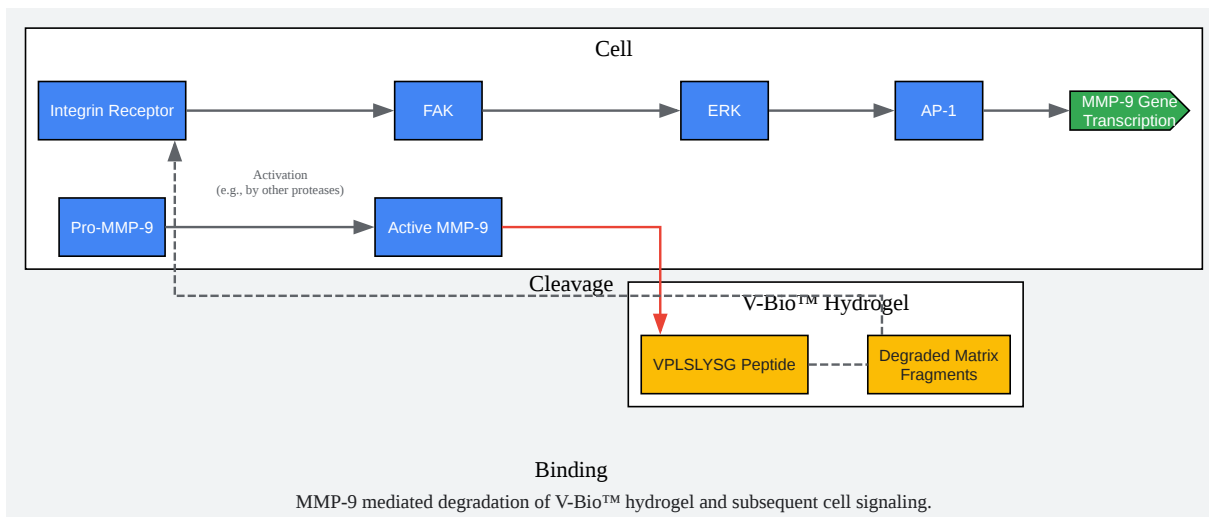 Cell
Integrin Receptor
FAK
ERK
AP-1
MMP-9 Gene
Transcription
Activation
(e.g., by other proteases)
Pro-MMP-9
Active MMP-9
Cleavage
V-Bio™ Hydrogel
VPLSLYSG Peptide
Degraded Matrix
Fragments
Binding
MMP-9 mediated degradation of V-Bio™ hydrogel and subsequent cell signaling.